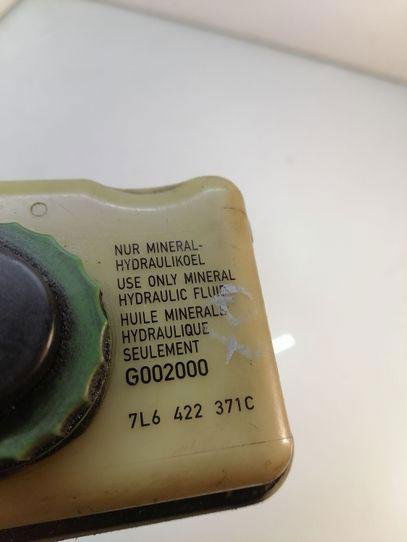 NUR MINERAL-
HYDRAULIKOEL
USE ONLY MINERAL
HYDRAULIC FLUID
HUILE MINERALE
HYDRAULIQUE
SEULEMENT
G002000
7L6 422 371C